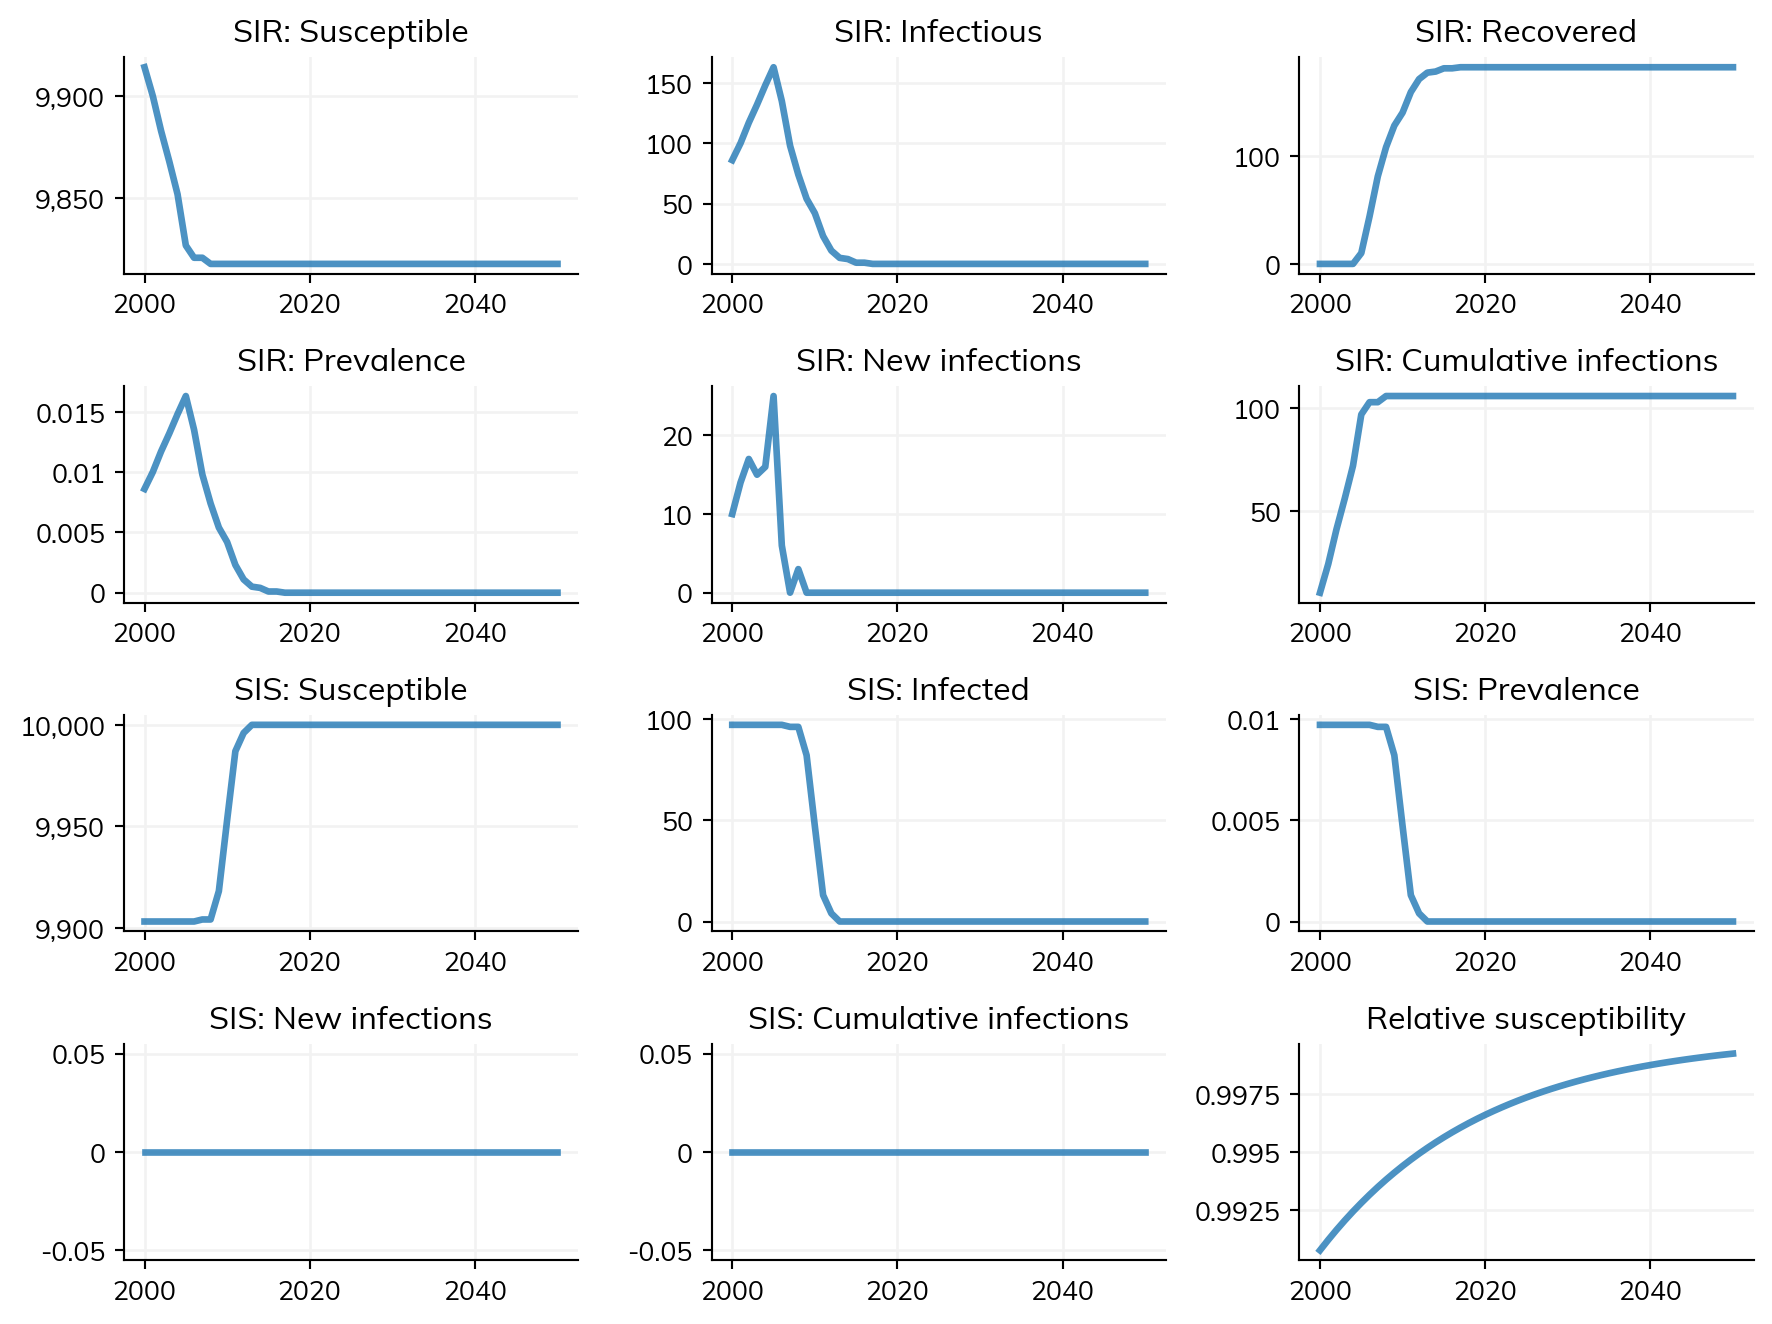 SIR: Susceptible
9,900
9,850
2000 2020 2040
SIR: Infectious
150
100
50
0
2000 2020 2040
SIR: Recovered
100
0
2000 2020 2040
SIR: Prevalence
0.015
0.01
0.005
0
2000 2020 2040
SIR: New infections
20
10
0
2000 2020 2040
SIR: Cumulative infections
100
50
2000 2020 2040
SIS: Susceptible
10,000
9,950
9,900
2000 2020 2040
SIS: Infected
100
50
0
2000 2020 2040
SIS: Prevalence
0.01
0.005
0
2000 2020 2040
SIS: New infections
0.05
0
-0.05
2000 2020 2040
SIS: Cumulative infections
0.05
0
-0.05
2000 2020 2040
Relative susceptibility
0.9975
0.995
0.9925
2000 2020 2040